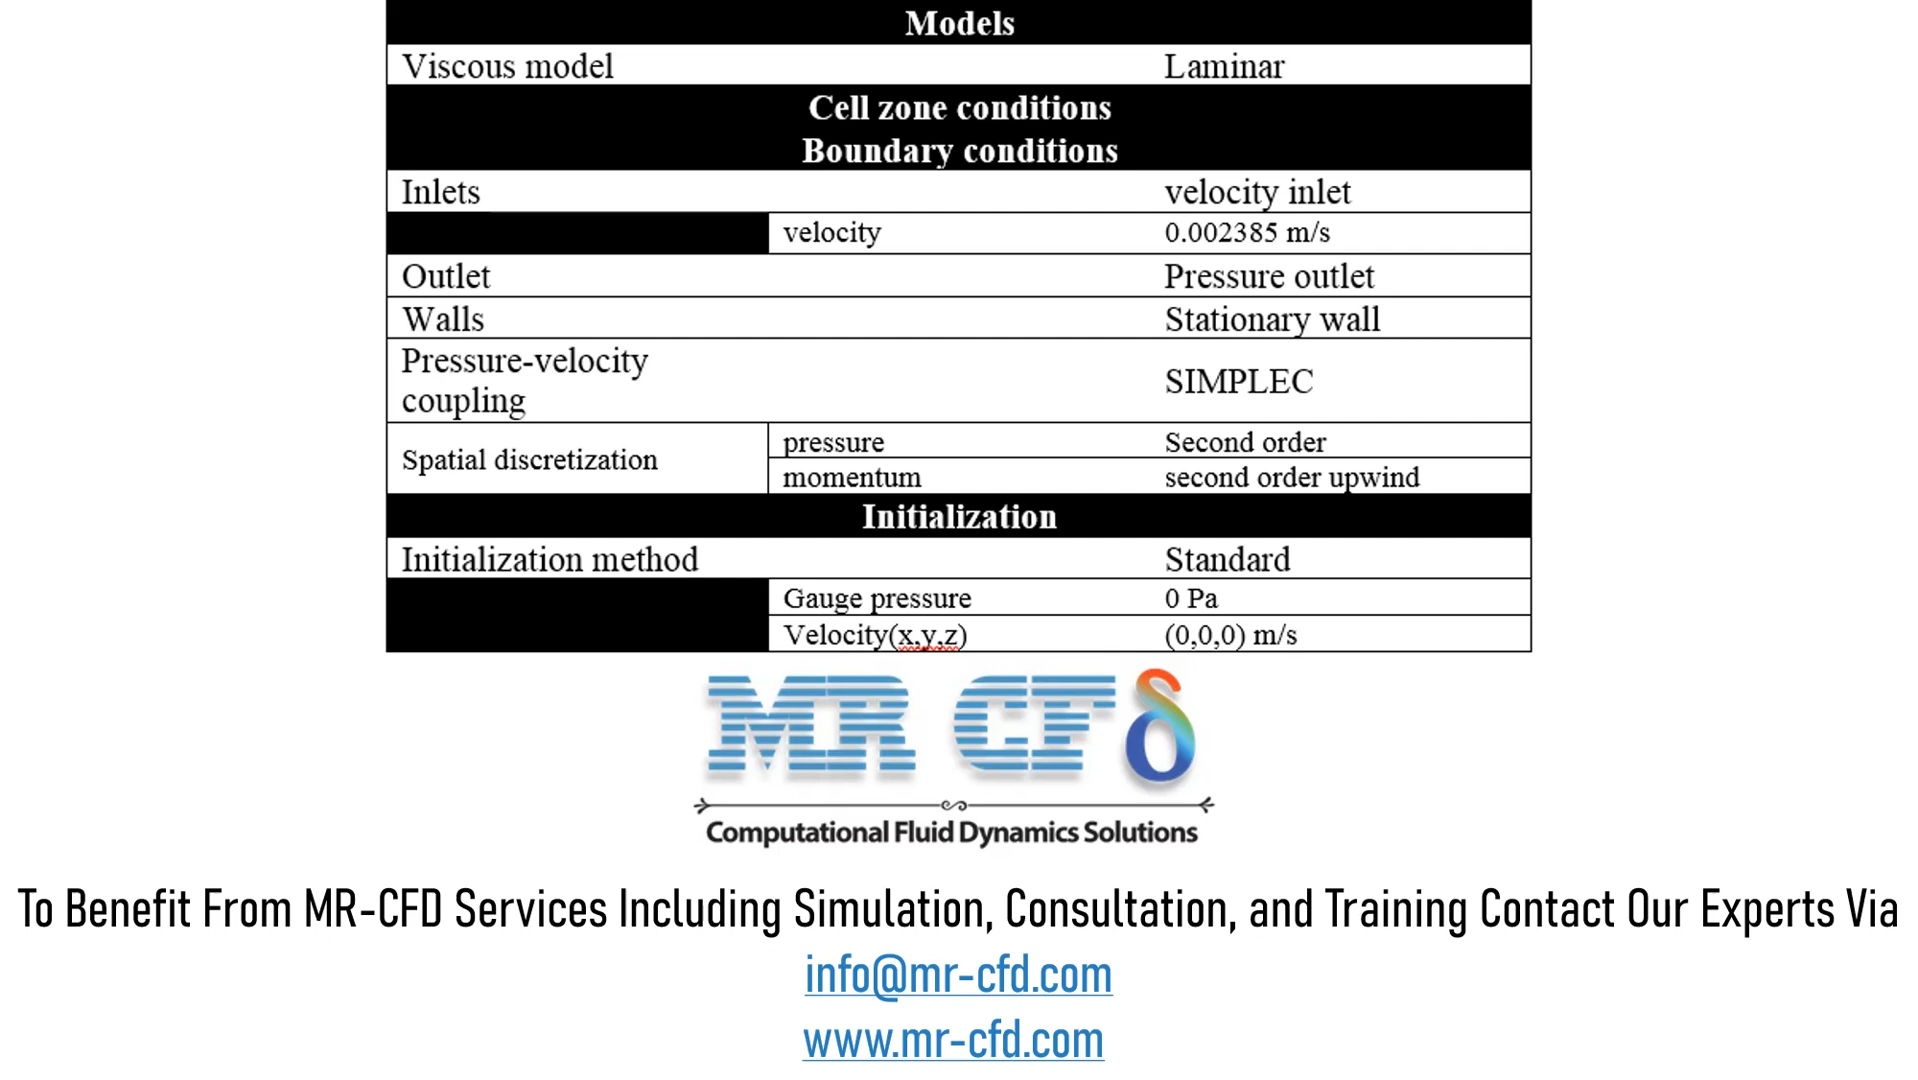 Models
Viscous model Laminar
Cell zone conditions
Boundary conditions
Inlets velocity inlet
velocity 0.002385 m/s
Outlet Pressure outlet
Walls Stationary wall
Pressure-velocity
coupling SIMPLEC
Spatial discretization
pressure Second order
momentum second order upwind
Initialization
Initialization method Standard
Gauge pressure 0 Pa
Velocity(x,y,z) (0,0,0) m/s
MR CFδ
Computational Fluid Dynamics Solutions
To Benefit From MR-CFD Services Including Simulation, Consultation, and Training Contact Our Experts Via
info@mr-cfd.com
www.mr-cfd.com